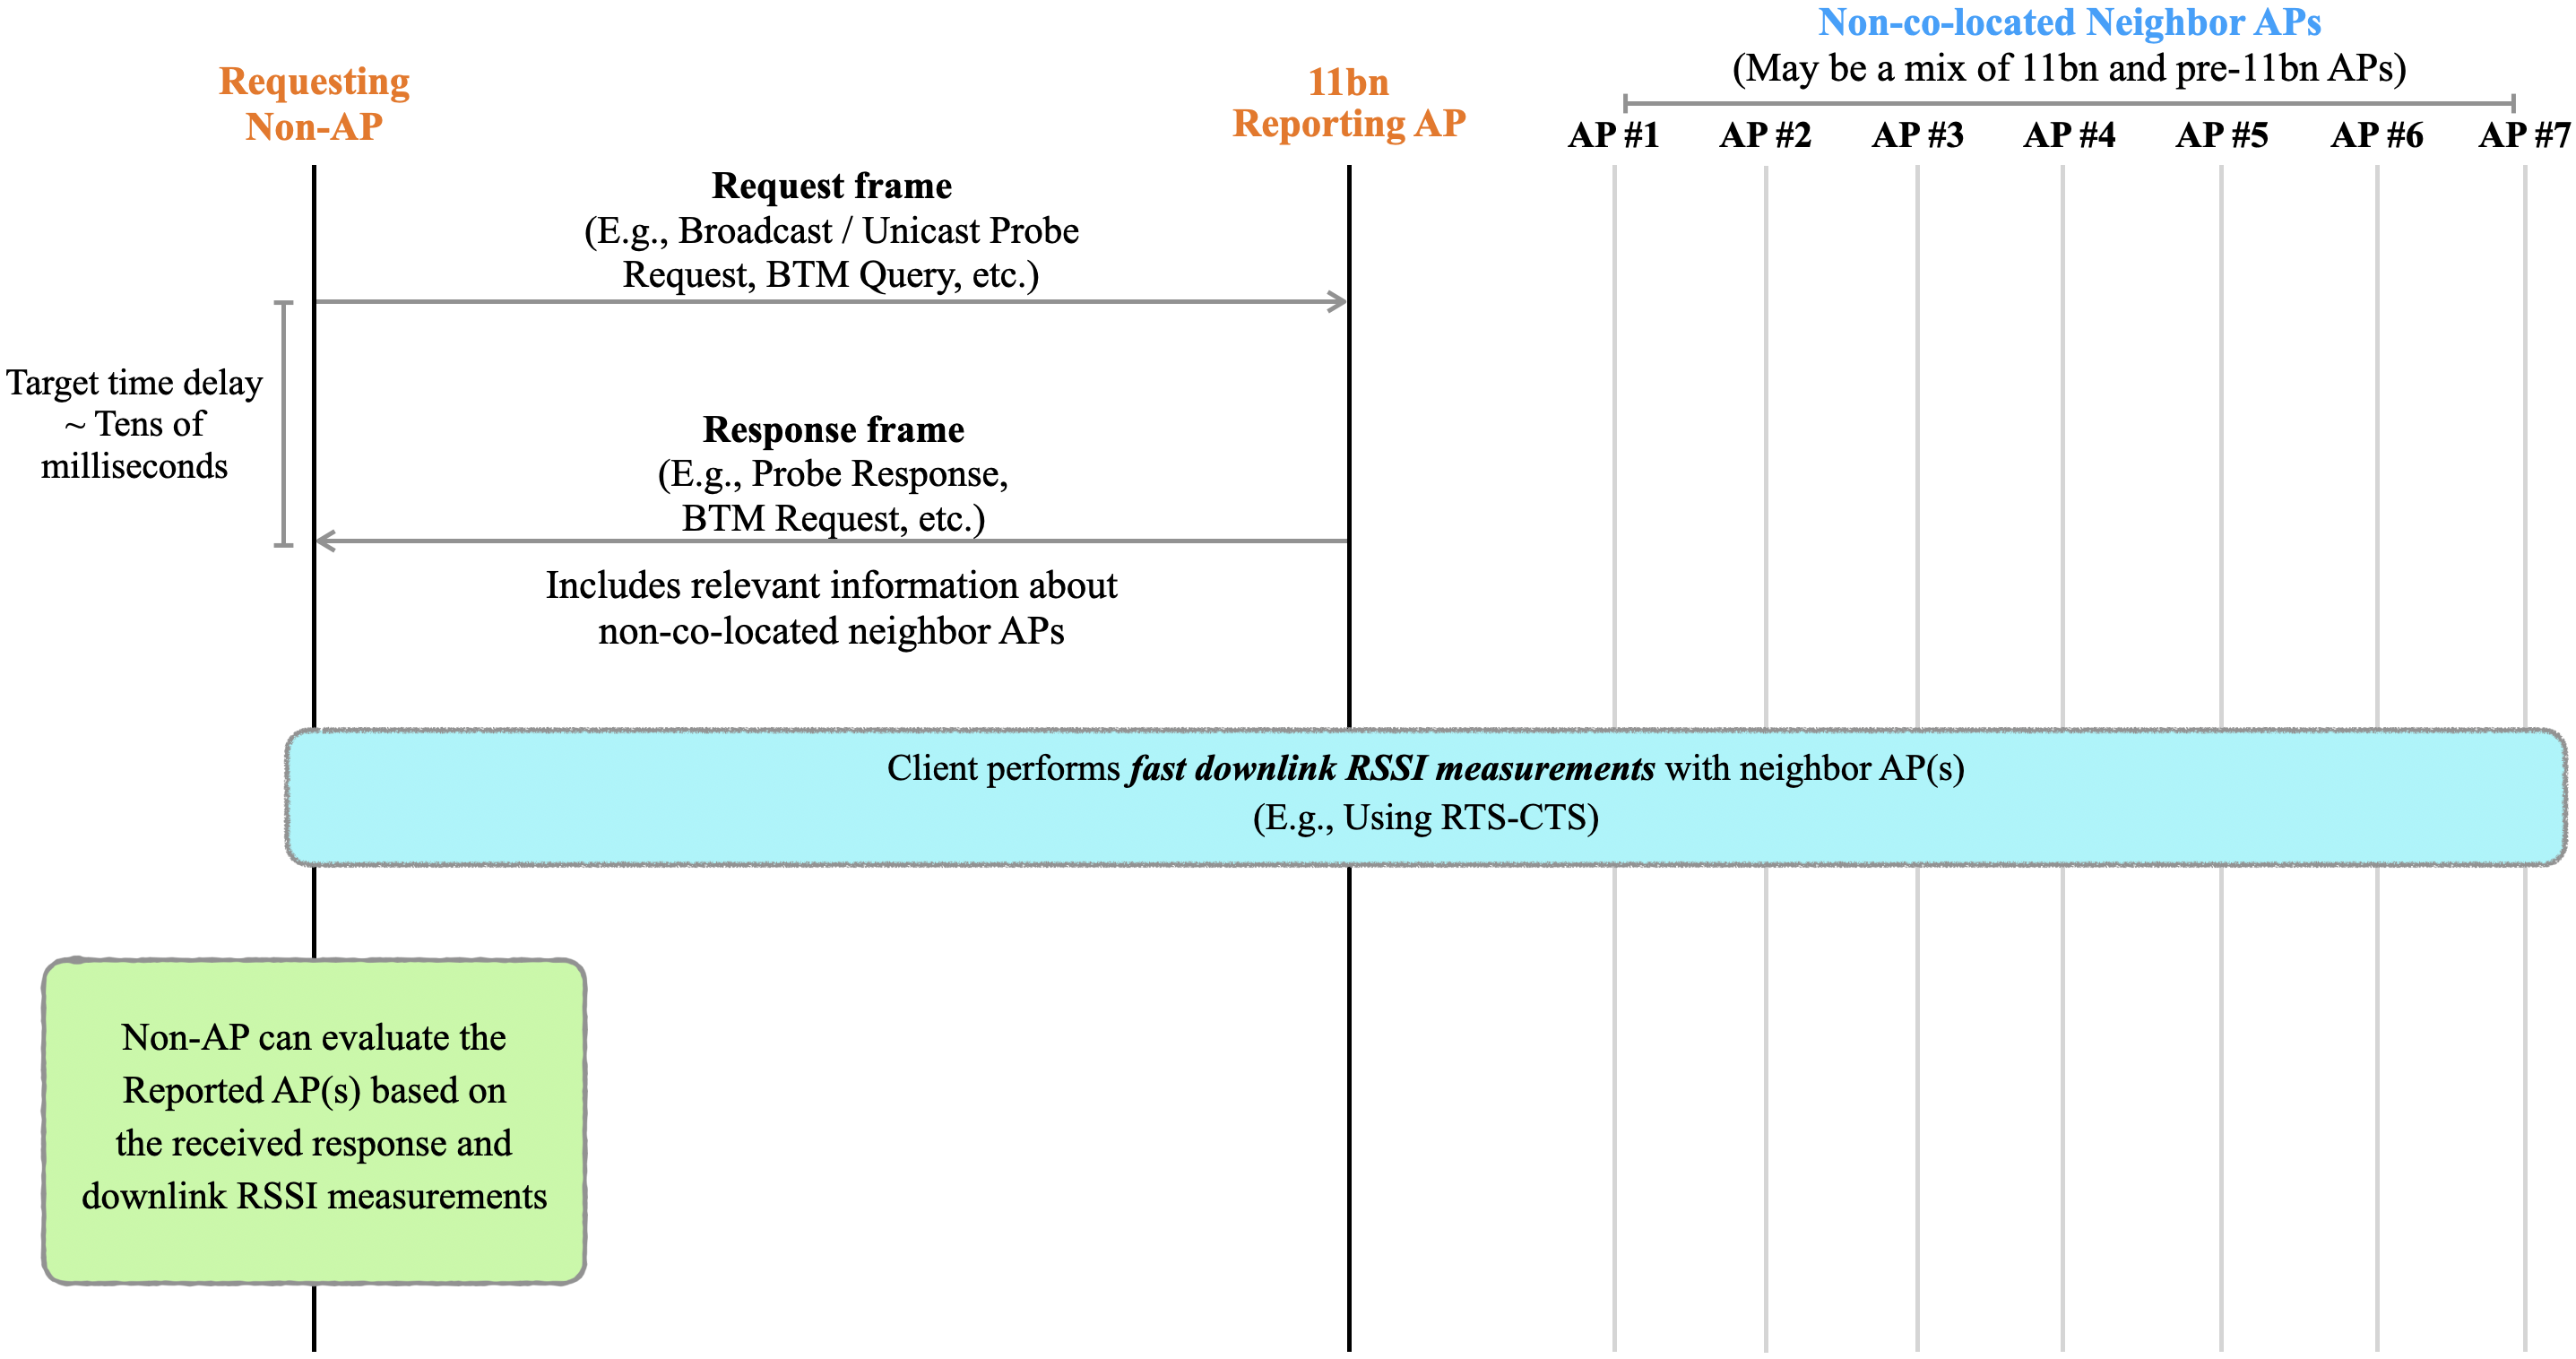 Non-co-located Neighbor APs
(May be a mix of 11bn and pre-11bn APs)
Requesting
Non-AP
11bn
Reporting AP
AP #1 AP #2 AP #3 AP #4 AP #5 AP #6 AP #7
Request frame
(E.g., Broadcast / Unicast Probe
Request, BTM Query, etc.)
Target time delay
~ Tens of
milliseconds
Response frame
(E.g., Probe Response,
BTM Request, etc.)
Includes relevant information about
non-co-located neighbor APs
Client performs fast downlink RSSI measurements with neighbor AP(s)
(E.g., Using RTS-CTS)
Non-AP can evaluate the
Reported AP(s) based on
the received response and
downlink RSSI measurements